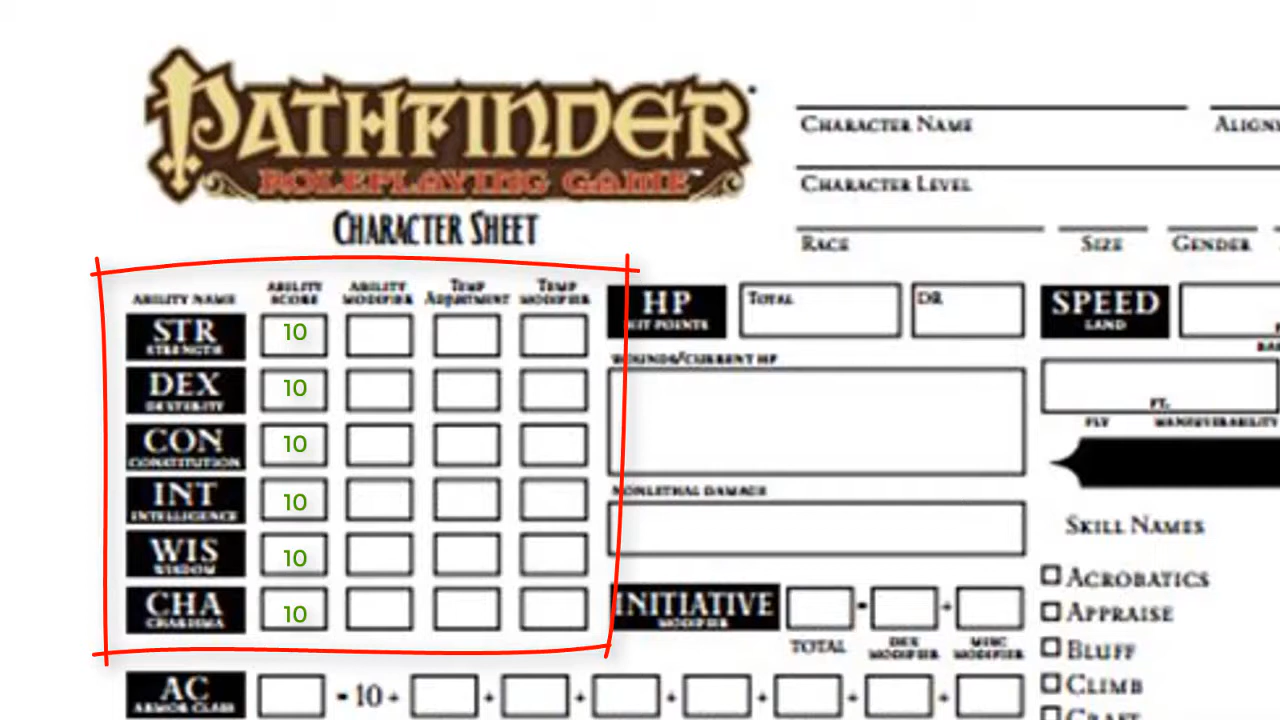 PATHFINDER
ROLEPLAYING GAME™
CHARACTER SHEET
CHARACTER NAME
CHARACTER LEVEL
RACE SIZE GENDER
ABILITY NAME ABILITY SCORE ABILITY MODIFIER TEMP ADJUSTMENT TEMP MODIFIER
STR STRENGTH 10
DEX DEXTERITY 10
CON CONSTITUTION 10
INT INTELLIGENCE 10
WIS WISDOM 10
CHA CHARISMA 10
HP HIT POINTS TOTAL DR
WOUNDS/CURRENT HP
NONLETHAL DAMAGE
INITIATIVE MODIFIER = +
TOTAL DEX MODIFIER MISC MODIFIER
AC ARMOR CLASS = 10 + + + + + + +
SPEED LAND
FT.
FLY MANEUVERABILITY
SKILL NAMES
ACROBATICS
APPRAISE
BLUFF
CLIMB